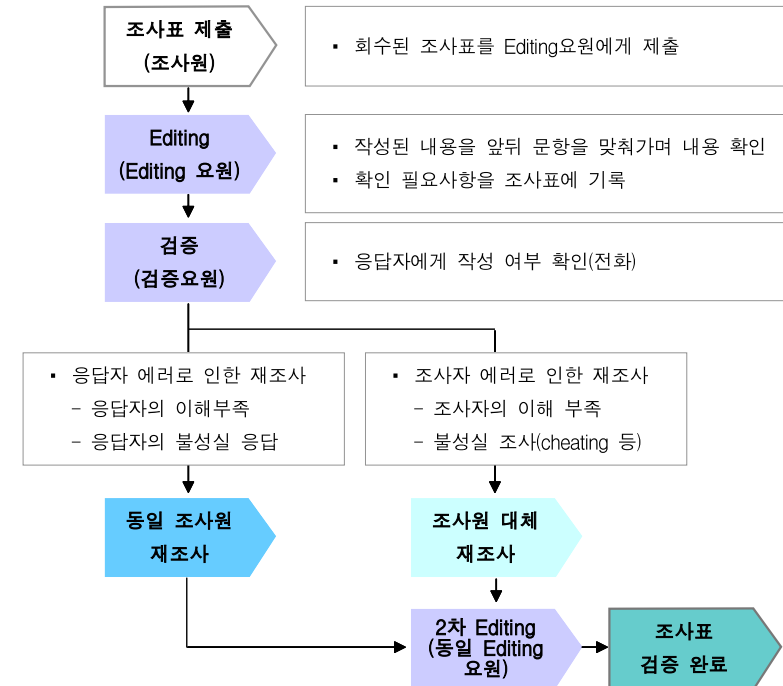 조사표 제출
(조사원)
▪ 회수된 조사표를 Editing요원에게 제출
Editing
(Editing 요원)
▪ 작성된 내용을 앞뒤 문항을 맞춰가며 내용 확인
▪ 확인 필요사항을 조사표에 기록
검증
(검증요원)
▪ 응답자에게 작성 여부 확인(전화)
▪ 응답자 에러로 인한 재조사
– 응답자의 이해부족
– 응답자의 불성실 응답
▪ 조사자 에러로 인한 재조사
– 조사자의 이해 부족
– 불성실 조사(cheating 등)
동일 조사원
재조사
조사원 대체
재조사
2차 Editing
(동일 Editing
요원)
조사표
검증 완료